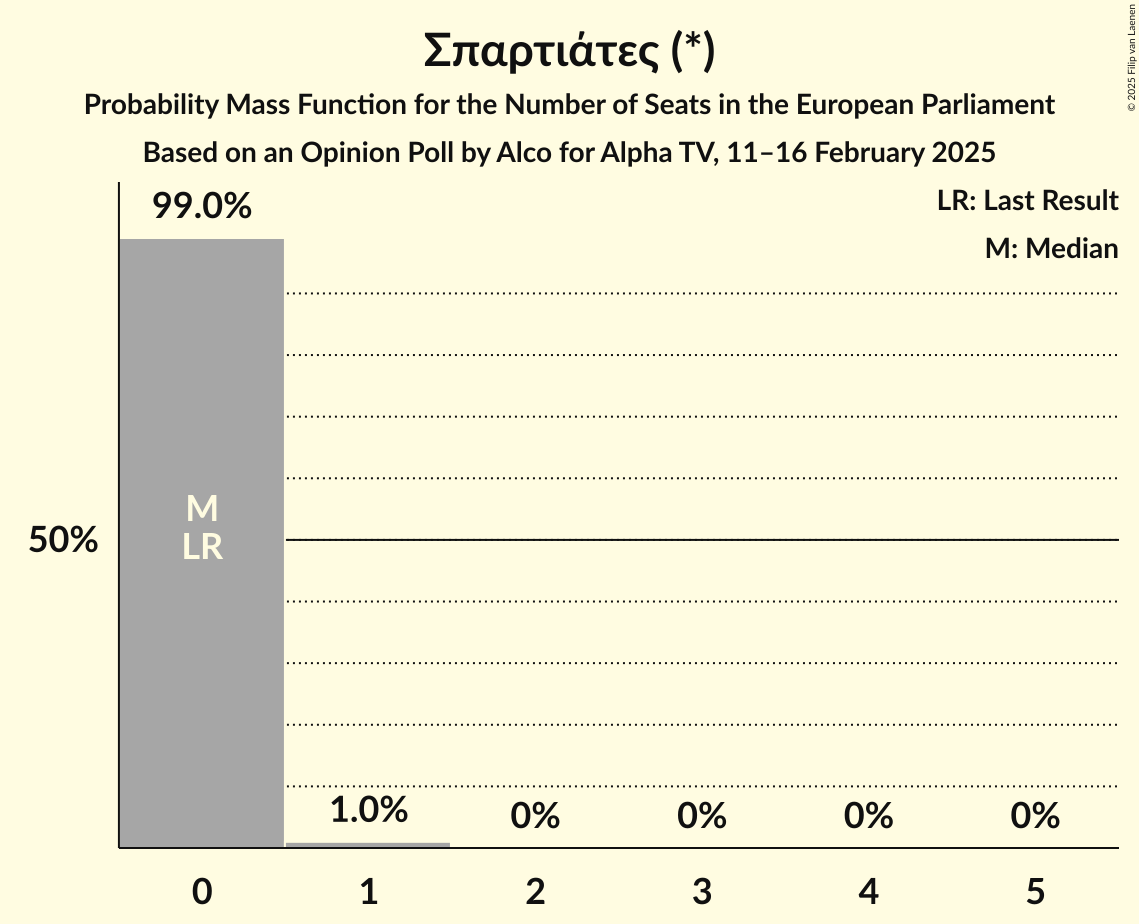 Σπαρτιάτες (*)
Probability Mass Function for the Number of Seats in the European Parliament
Based on an Opinion Poll by Alco for Alpha TV, 11–16 February 2025
© 2025 Filip van Laenen
LR: Last Result
M: Median
99.0%
M
LR
50%
1.0%
0%
0%
0%
0%
0
1
2
3
4
5